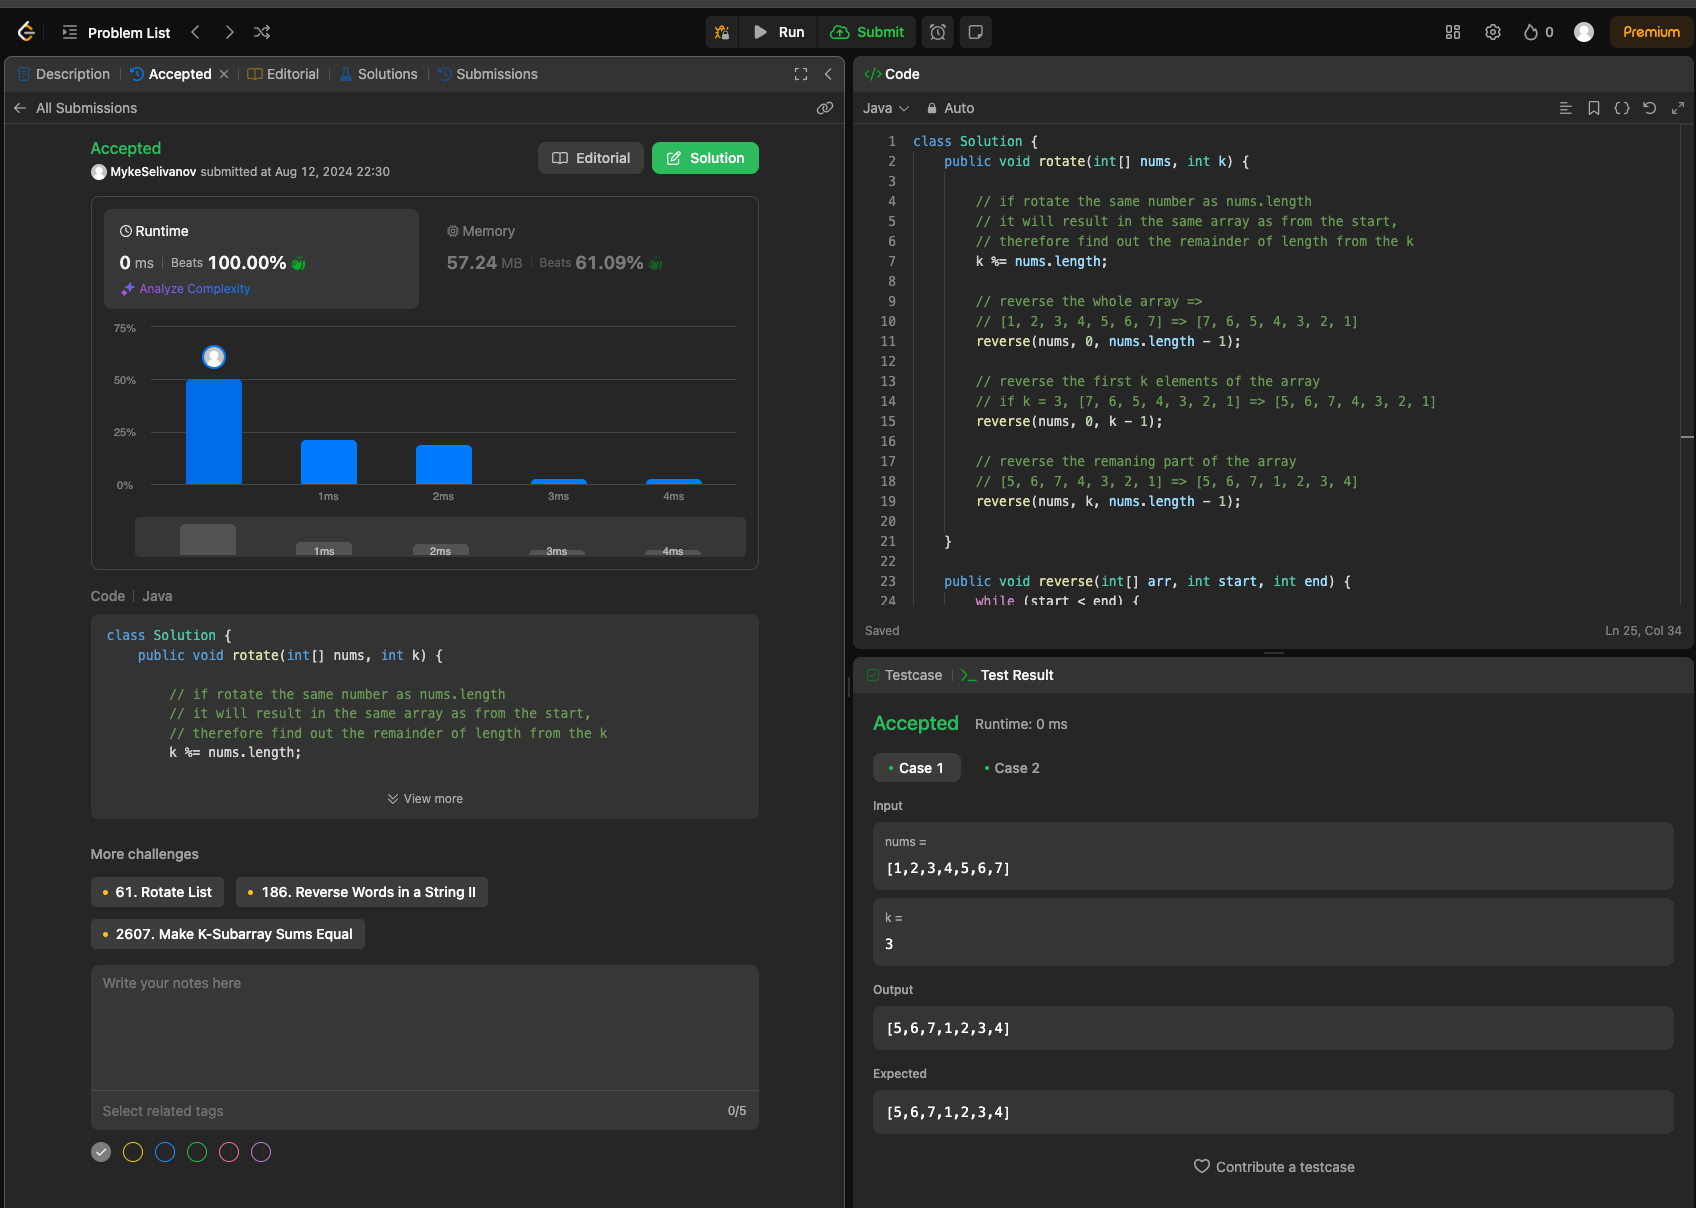 Problem List
Run
Submit
0
Premium
Description
Accepted
Editorial
Solutions
Submissions
All Submissions
Accepted
MykeSelivanov submitted at Aug 12, 2024 22:30
Editorial
Solution
Runtime
0 ms
Beats 100.00%
Analyze Complexity
Memory
57.24 MB
Beats 61.09%
75%
50%
25%
0%
1ms
2ms
3ms
4ms
1ms
2ms
3ms
4ms
Code
Java
class Solution {
    public void rotate(int[] nums, int k) {
        // if rotate the same number as nums.length
        // it will result in the same array as from the start,
        // therefore find out the remainder of length from the k
        k %= nums.length;
View more
More challenges
61. Rotate List
186. Reverse Words in a String II
2607. Make K-Subarray Sums Equal
Write your notes here
Select related tags
0/5
</> Code
Java
Auto
1 class Solution {
2     public void rotate(int[] nums, int k) {
3
4         // if rotate the same number as nums.length
5         // it will result in the same array as from the start,
6         // therefore find out the remainder of length from the k
7         k %= nums.length;
8
9         // reverse the whole array =>
10         // [1, 2, 3, 4, 5, 6, 7] => [7, 6, 5, 4, 3, 2, 1]
11         reverse(nums, 0, nums.length - 1);
12
13         // reverse the first k elements of the array
14         // if k = 3, [7, 6, 5, 4, 3, 2, 1] => [5, 6, 7, 4, 3, 2, 1]
15         reverse(nums, 0, k - 1);
16
17         // reverse the remaning part of the array
18         // [5, 6, 7, 4, 3, 2, 1] => [5, 6, 7, 1, 2, 3, 4]
19         reverse(nums, k, nums.length - 1);
20
21     }
22
23     public void reverse(int[] arr, int start, int end) {
24         while (start < end) {
Saved
Ln 25, Col 34
Testcase
Test Result
Accepted
Runtime: 0 ms
Case 1
Case 2
Input
nums =
[1,2,3,4,5,6,7]
k =
3
Output
[5,6,7,1,2,3,4]
Expected
[5,6,7,1,2,3,4]
Contribute a testcase